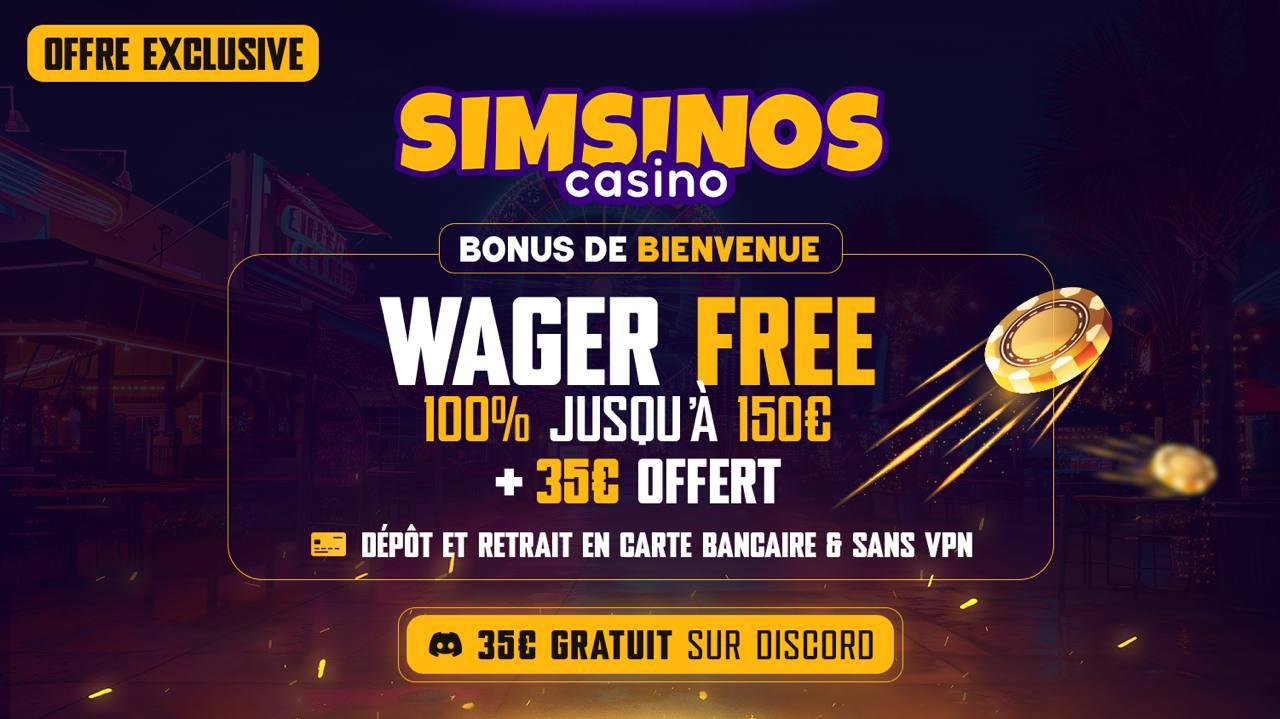 OFFRE EXCLUSIVE
SIMSINOS
casino
BONUS DE BIENVENUE
WAGER FREE
100% JUSQU'À 150€
+ 35€ OFFERT
DÉPÔT ET RETRAIT EN CARTE BANCAIRE & SANS VPN
35€ GRATUIT SUR DISCORD